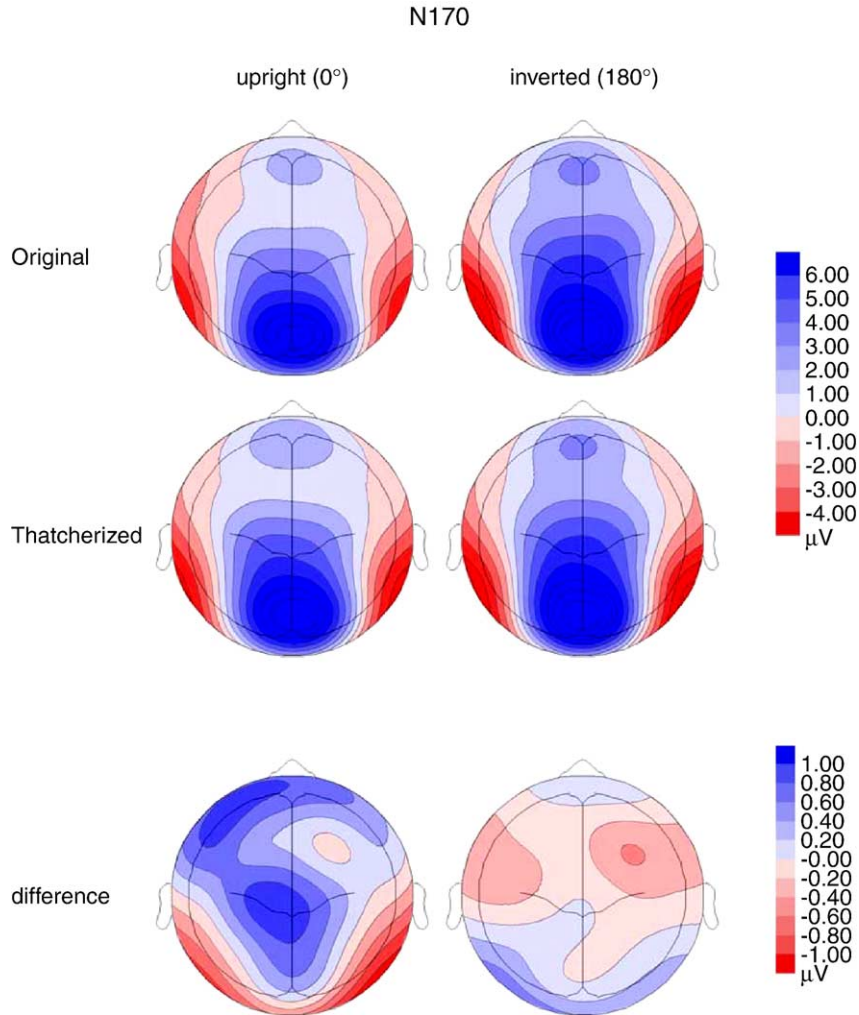 N170
upright (0°)
inverted (180°)
Original
6.00
5.00
4.00
3.00
2.00
1.00
0.00
-1.00
-2.00
-3.00
-4.00
µV
Thatcherized
difference
1.00
0.80
0.60
0.40
0.20
-0.00
-0.20
-0.40
-0.60
-0.80
-1.00
µV